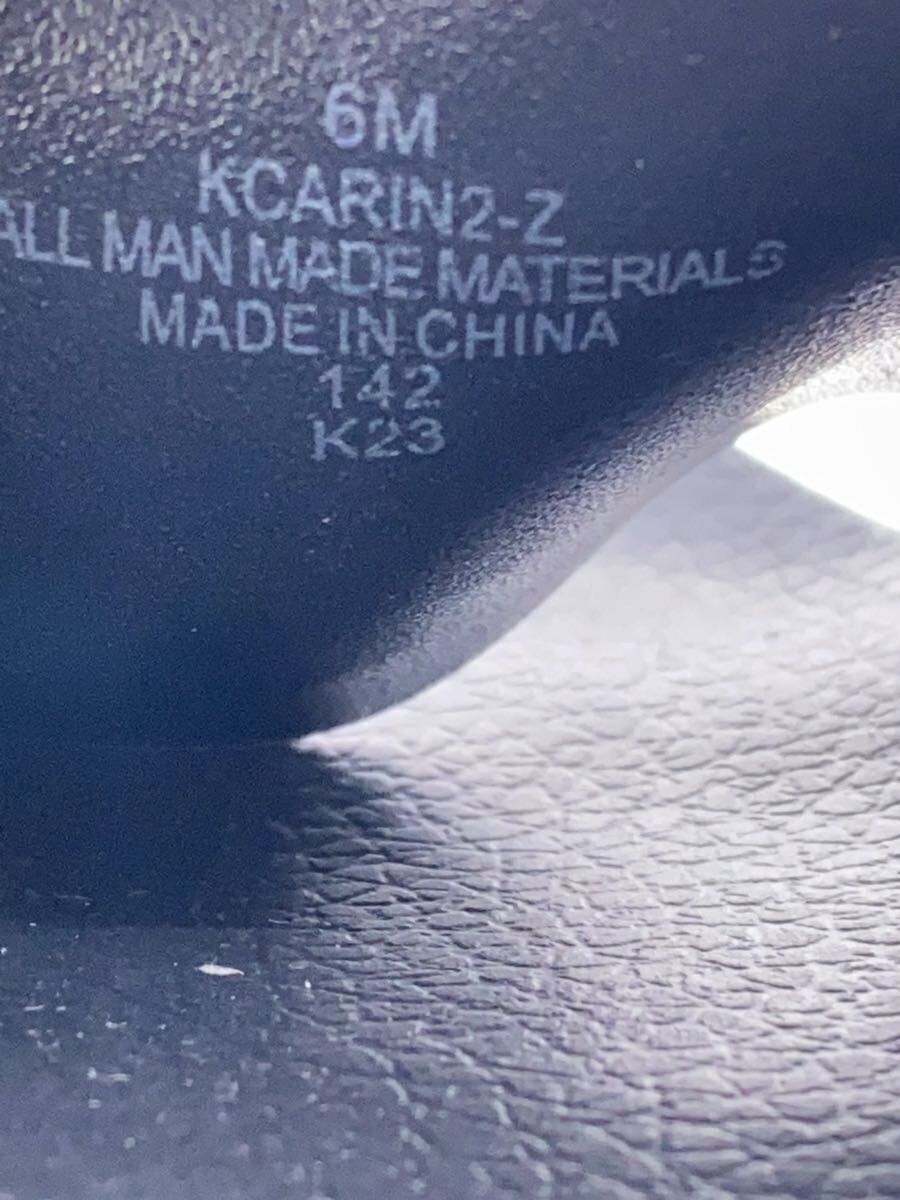 6M
KCARIN2-Z
ALL MAN MADE MATERIALS
MADE IN CHINA
142
K23